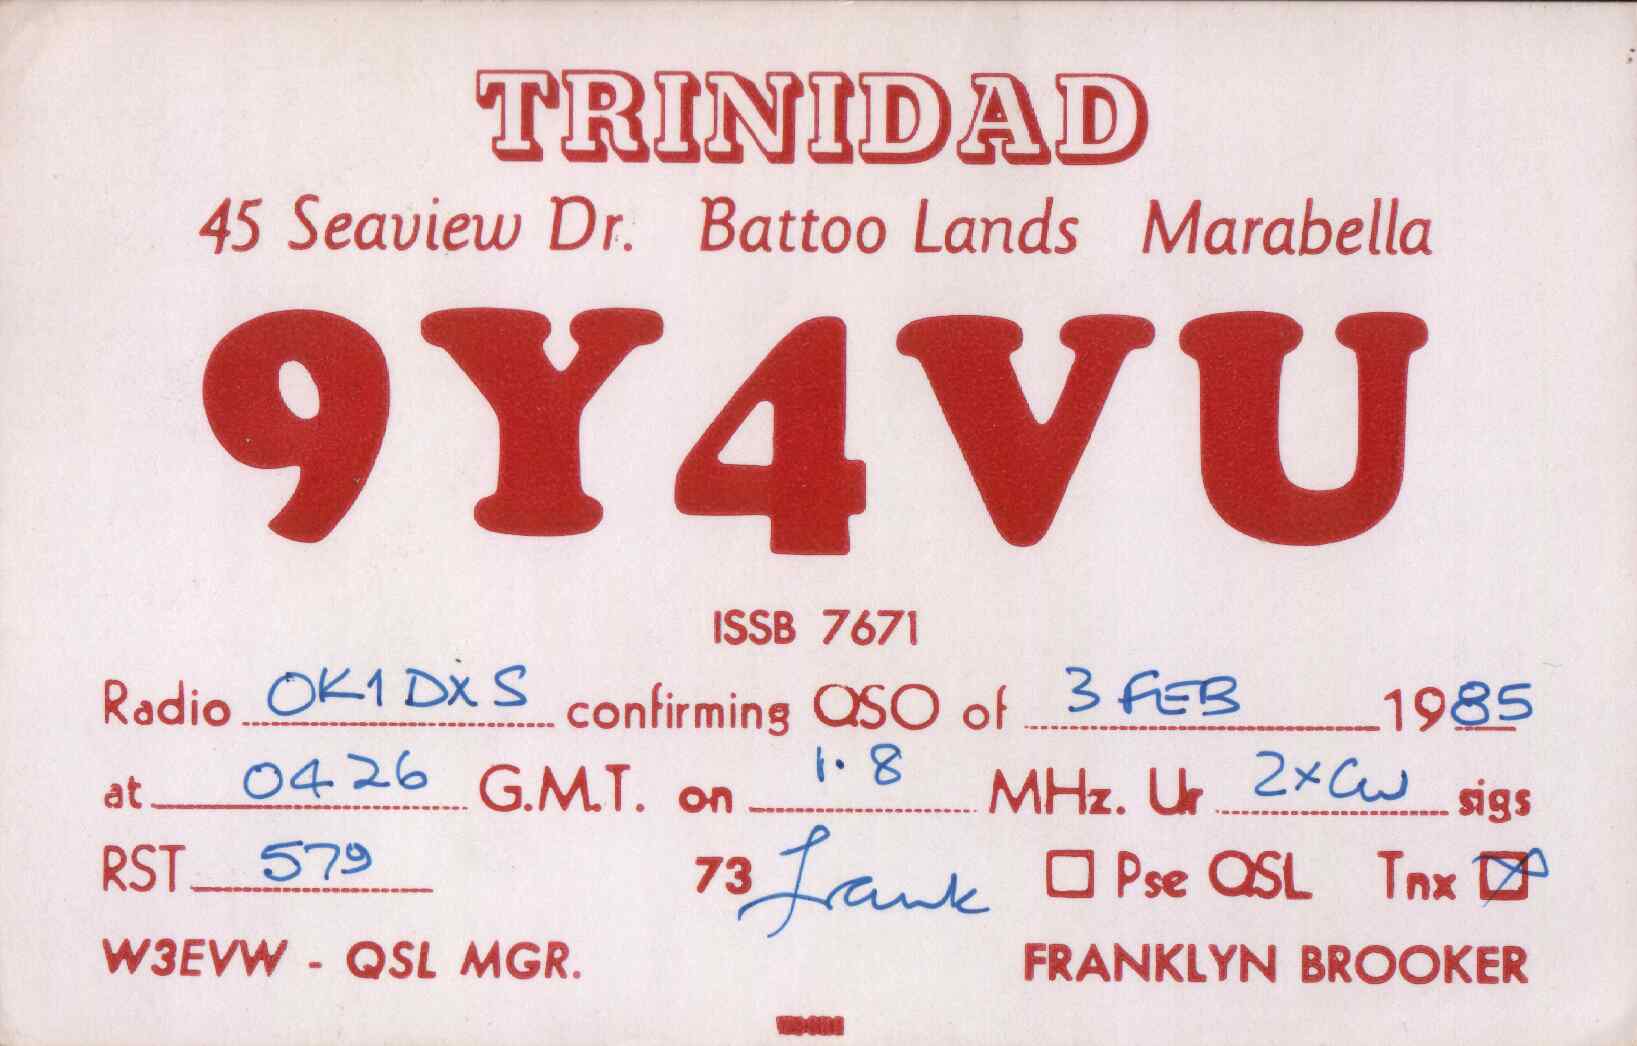 TRINIDAD
45 Seaview Dr. Battoo Lands Marabella
9Y4VU
ISSB 7671
Radio OK1DXS confirming QSO of 3 FEB 1985
at 0426 G.M.T. on 1.8 MHz. Ur 2xCW sigs
RST 579 73 Frank Pse QSL Tnx
W3EVW - QSL MGR. FRANKLYN BROOKER